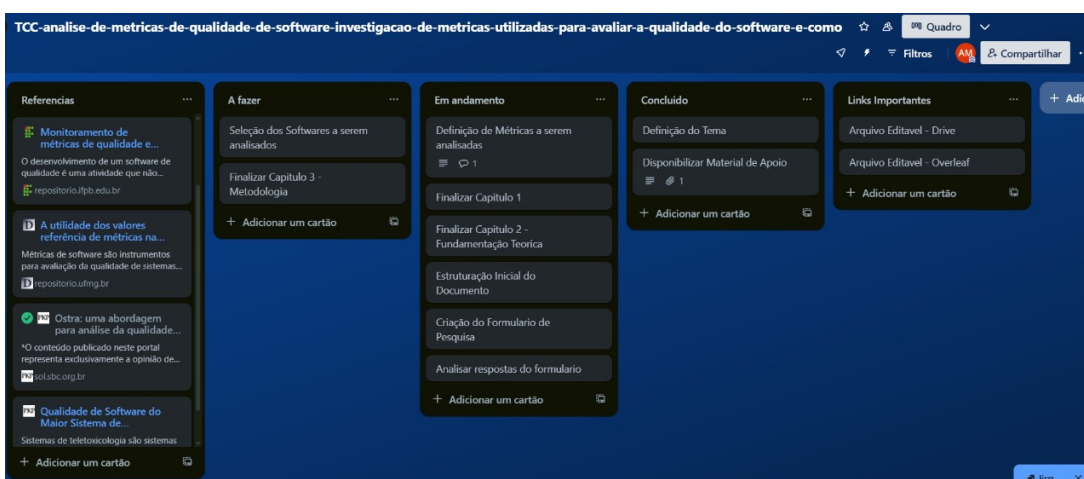 TCC-analise-de-metricas-de-qualidade-de-software-investigacao-de-metricas-utilizadas-para-avaliar-a-qualidade-do-software-e-como
Quadro
Filtros
AM
Compartilhar
Referencias
Monitoramento de
métricas de qualidade e...
O desenvolvimento de um software de
qualidade é uma atividade que não...
repositorio.ifpb.edu.br
A utilidade dos valores
referência de métricas na...
Métricas de software são instrumentos
para avaliação da qualidade de sistemas...
repositorio.ufmg.br
Ostra: uma abordagem
para análise da qualidade...
*O conteúdo publicado neste portal
representa exclusivamente a opinião de...
sol.sbc.org.br
Qualidade de Software do
Maior Sistema de...
Sistemas de teletoxicologia são sistemas
+ Adicionar um cartão
A fazer
Seleção dos Softwares a serem
analisados
Finalizar Capitulo 3 -
Metodologia
+ Adicionar um cartão
Em andamento
Definição de Métricas a serem
analisadas
1
Finalizar Capitulo 1
Finalizar Capitulo 2 -
Fundamentação Teorica
Estruturação Inicial do
Documento
Criação do Formulario de
Pesquisa
Analisar respostas do formulario
+ Adicionar um cartão
Concluido
Definição do Tema
Disponibilizar Material de Apoio
1
+ Adicionar um cartão
Links Importantes
Arquivo Editavel - Drive
Arquivo Editavel - Overleaf
+ Adicionar um cartão
+ Adic